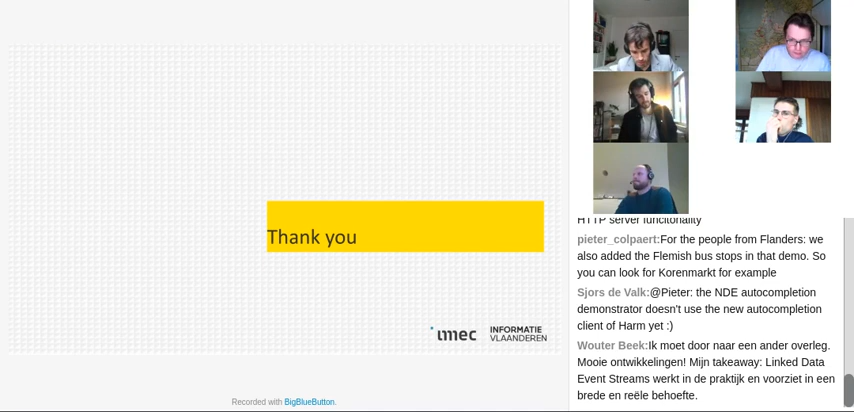 Thank you
imec
INFORMATIE
VLAANDEREN
Recorded with BigBlueButton.
HTTP server funcitonality
pieter_colpaert:For the people from Flanders: we
also added the Flemish bus stops in that demo. So
you can look for Korenmarkt for example
Sjors de Valk:@Pieter: the NDE autocompletion
demonstrator doesn't use the new autocompletion
client of Harm yet :)
Wouter Beek:Ik moet door naar een ander overleg.
Mooie ontwikkelingen! Mijn takeaway: Linked Data
Event Streams werkt in de praktijk en voorziet in een
brede en reële behoefte.